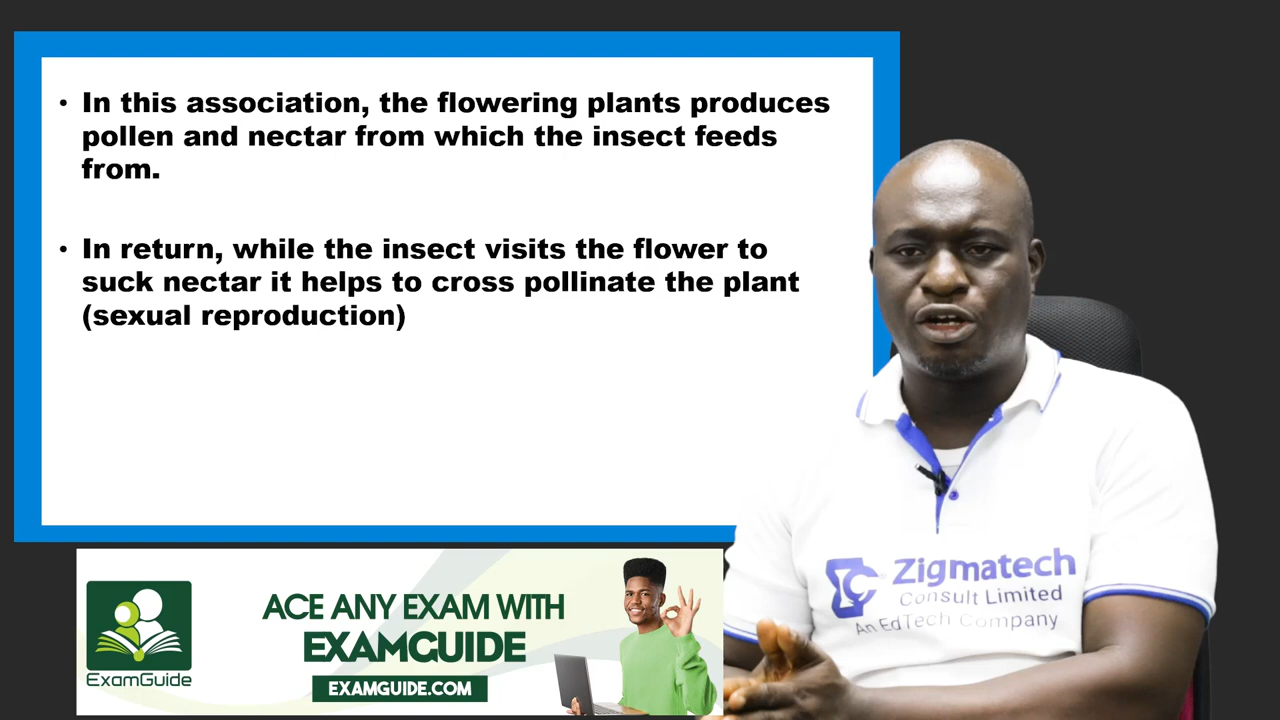 • In this association, the flowering plants produces
pollen and nectar from which the insect feeds
from.
• In return, while the insect visits the flower to
suck nectar it helps to cross pollinate the plant
(sexual reproduction)
Zigmatech
Consult Limited
An EdTech Company
ExamGuide
ACE ANY EXAM WITH
EXAMGUIDE
EXAMGUIDE.COM